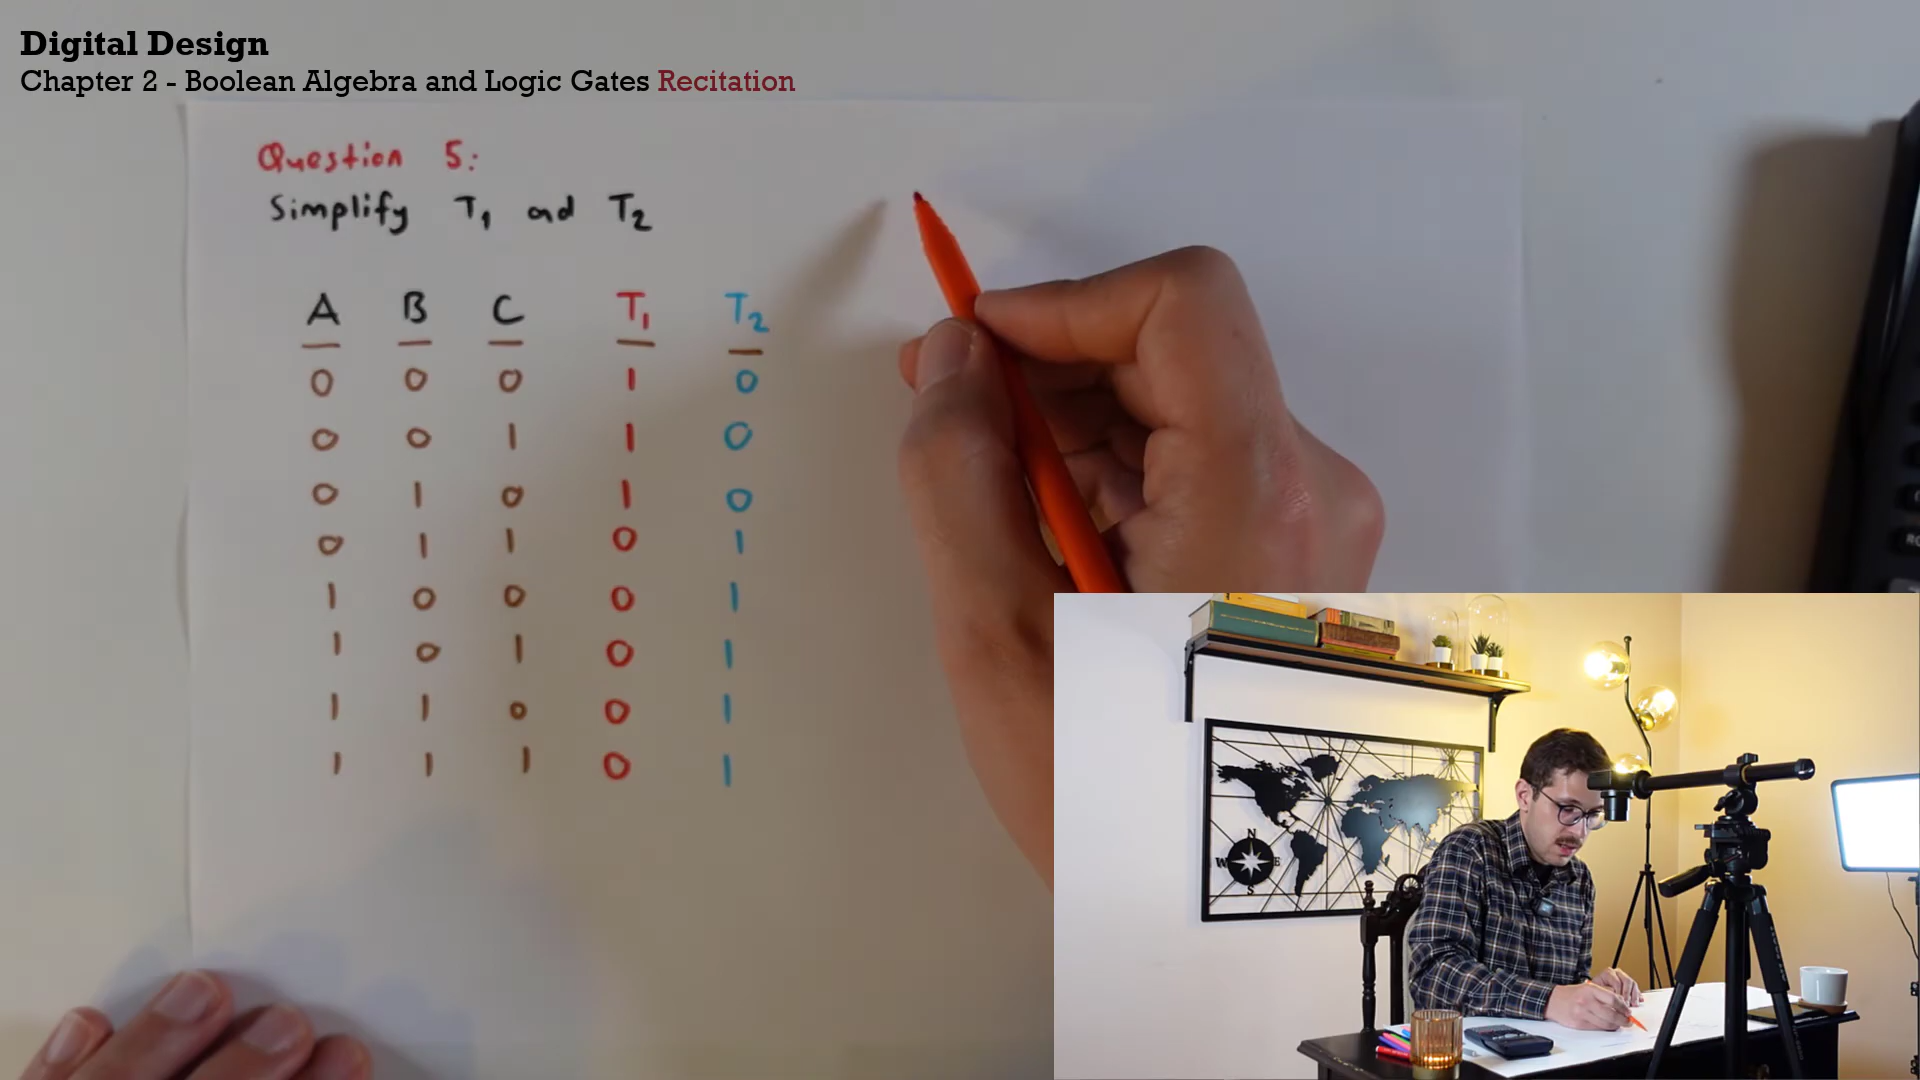 Digital Design
Chapter 2 - Boolean Algebra and Logic Gates Recitation
Question 5:
Simplify T1 and T2
A B C T1 T2
0 0 0 1 0
0 0 1 1 0
0 1 0 1 0
0 1 1 0 1
1 0 0 0 1
1 0 1 0 1
1 1 0 0 1
1 1 1 0 1
N
W E
S